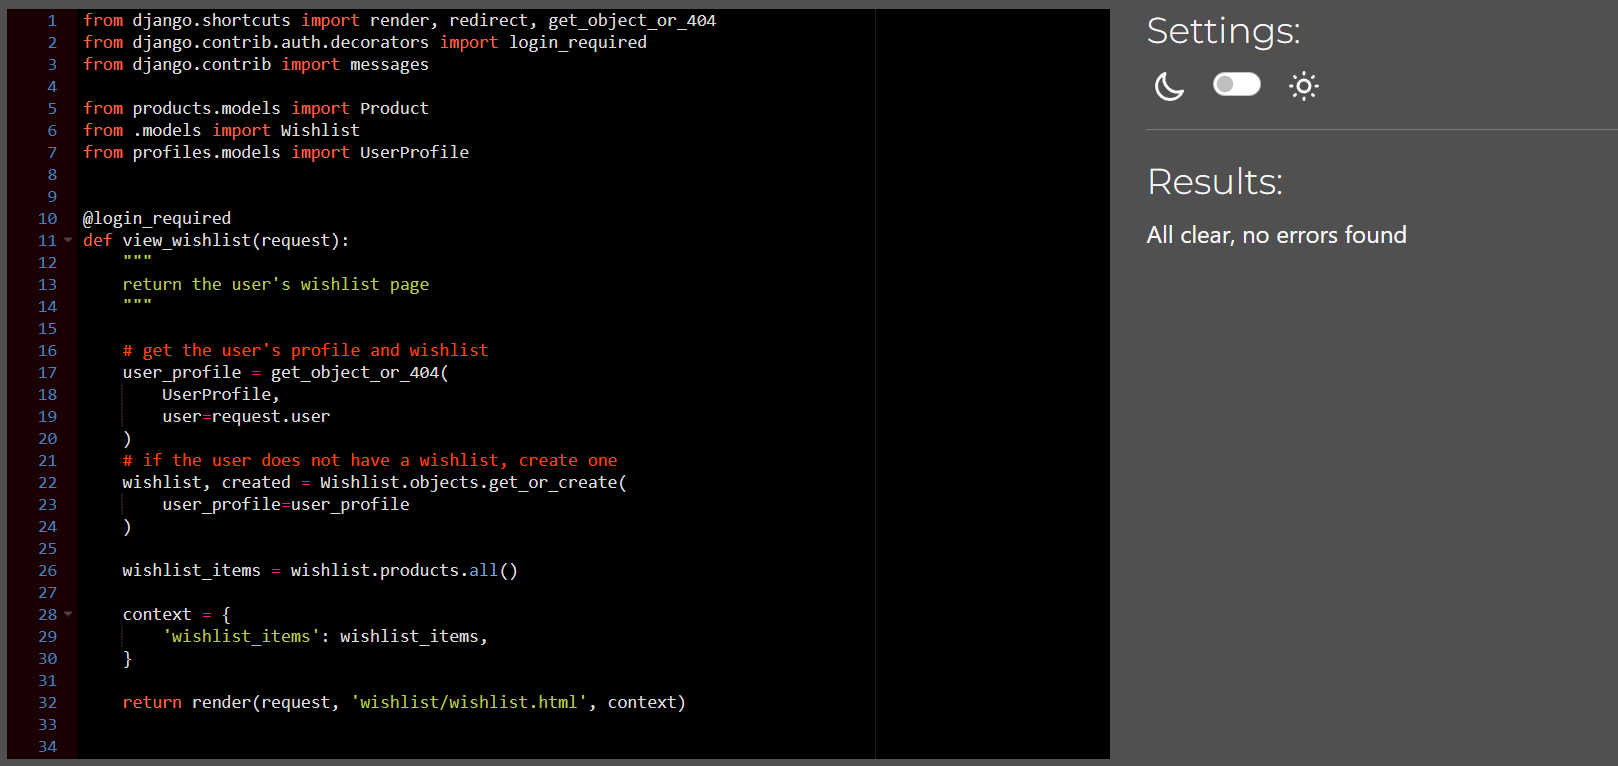 1 from django.shortcuts import render, redirect, get_object_or_404
2 from django.contrib.auth.decorators import login_required
3 from django.contrib import messages
4
5 from products.models import Product
6 from .models import Wishlist
7 from profiles.models import UserProfile
8
9
10 @login_required
11 def view_wishlist(request):
12     """
13     return the user's wishlist page
14     """
15
16     # get the user's profile and wishlist
17     user_profile = get_object_or_404(
18         UserProfile,
19         user=request.user
20     )
21     # if the user does not have a wishlist, create one
22     wishlist, created = Wishlist.objects.get_or_create(
23         user_profile=user_profile
24     )
25
26     wishlist_items = wishlist.products.all()
27
28     context = {
29         'wishlist_items': wishlist_items,
30     }
31
32     return render(request, 'wishlist/wishlist.html', context)
33
34
Settings:
Results:
All clear, no errors found